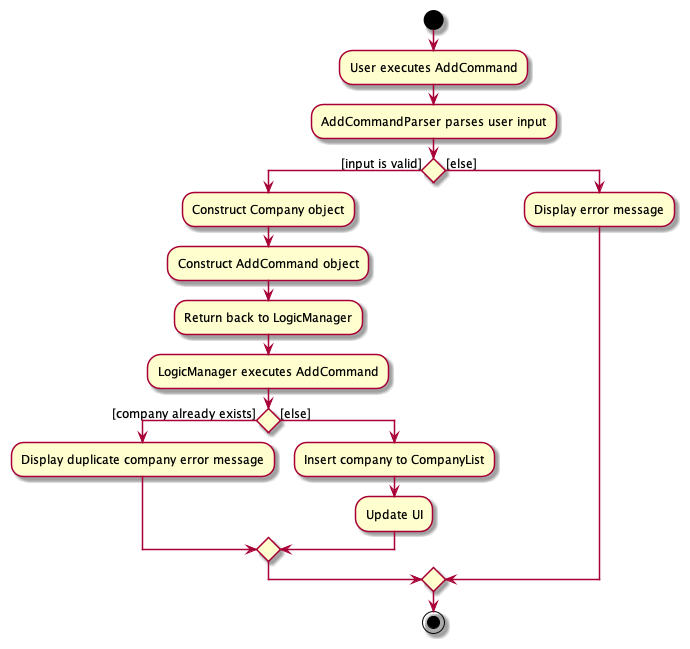 User executes AddCommand
AddCommandParser parses user input
[input is valid]
[else]
Construct Company object
Display error message
Construct AddCommand object
Return back to LogicManager
LogicManager executes AddCommand
[company already exists]
[else]
Display duplicate company error message
Insert company to CompanyList
Update UI